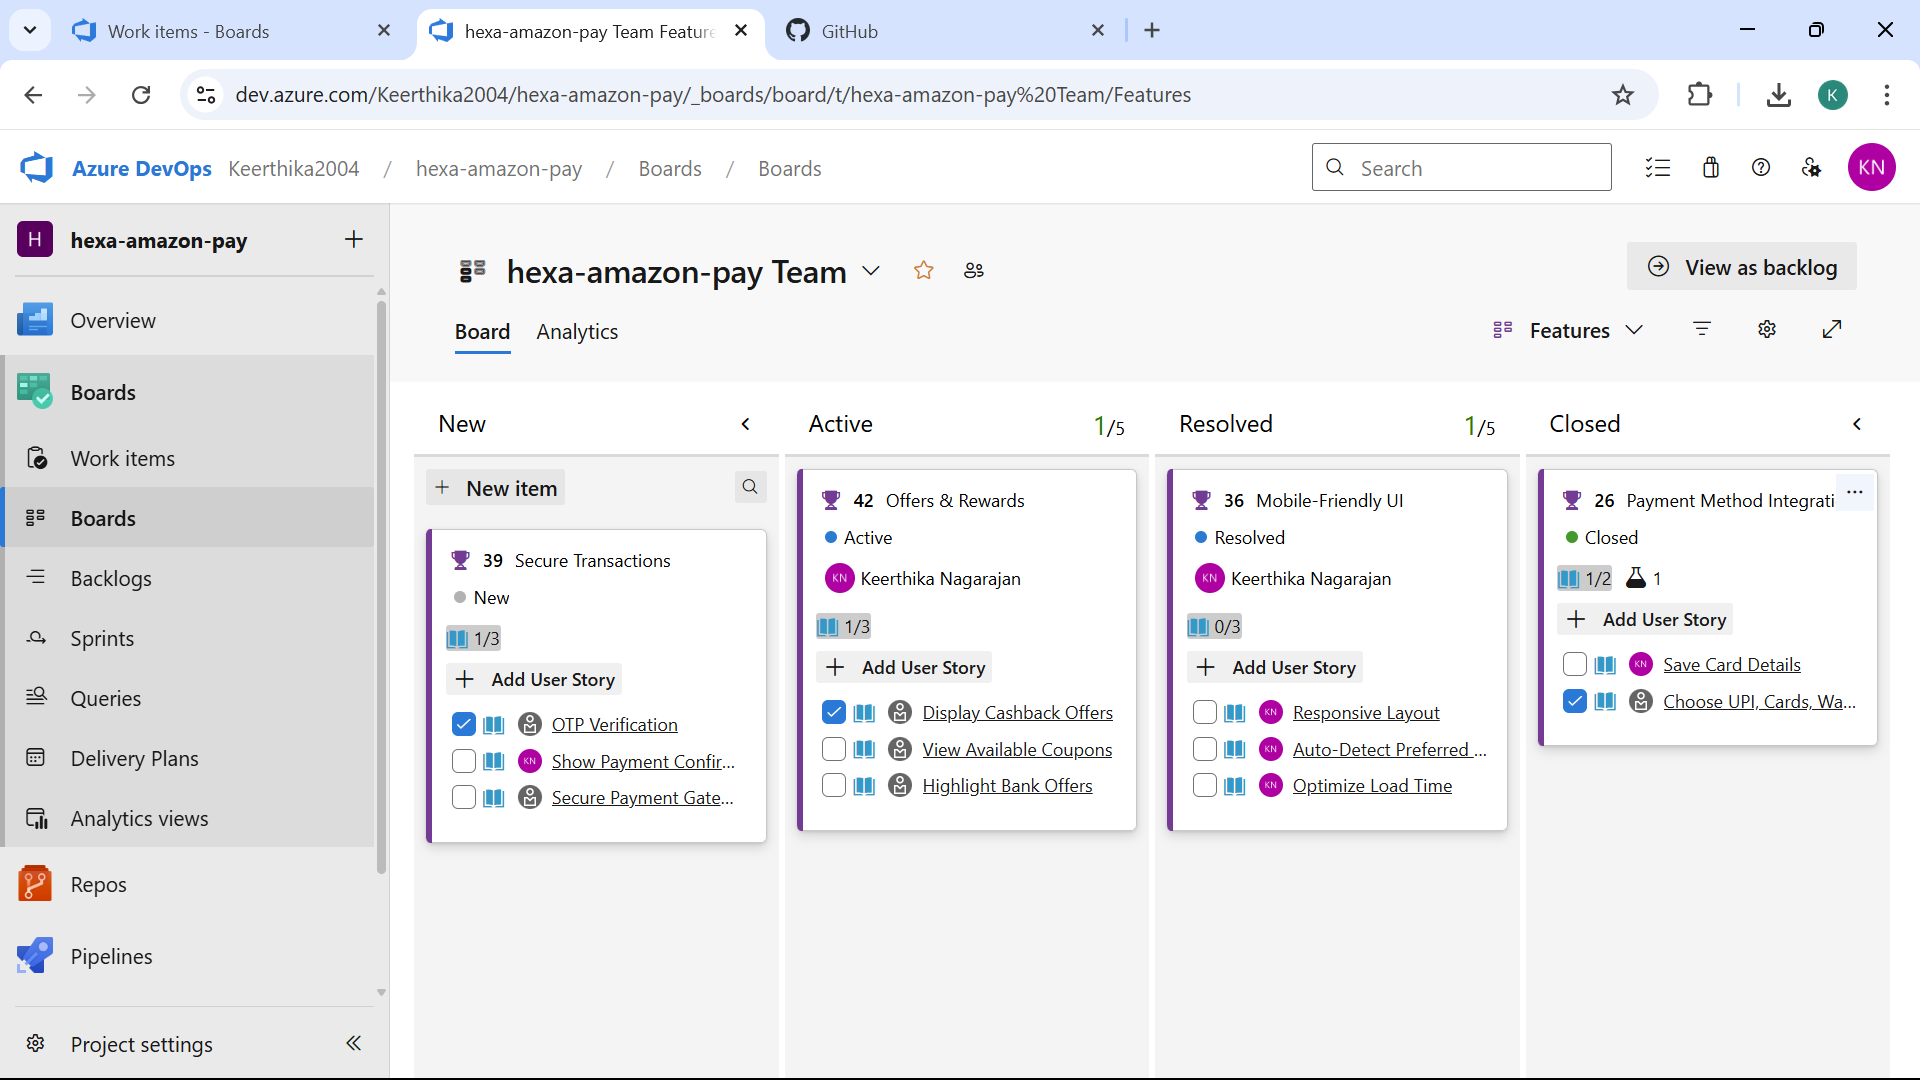 Work items - Boards
hexa-amazon-pay Team Feature
GitHub
dev.azure.com/Keerthika2004/hexa-amazon-pay/_boards/board/t/hexa-amazon-pay%20Team/Features
K
Azure DevOps
Keerthika2004 / hexa-amazon-pay / Boards / Boards
Search
KN
H hexa-amazon-pay
Overview
Boards
Work items
Boards
Backlogs
Sprints
Queries
Delivery Plans
Analytics views
Repos
Pipelines
Project settings
hexa-amazon-pay Team
View as backlog
Board
Analytics
Features
New
New item
39 Secure Transactions
New
1/3
Add User Story
OTP Verification
KN Show Payment Confir...
Secure Payment Gate...
Active
1/5
42 Offers & Rewards
Active
KN Keerthika Nagarajan
1/3
Add User Story
Display Cashback Offers
View Available Coupons
Highlight Bank Offers
Resolved
1/5
36 Mobile-Friendly UI
Resolved
KN Keerthika Nagarajan
0/3
Add User Story
KN Responsive Layout
KN Auto-Detect Preferred ...
KN Optimize Load Time
Closed
26 Payment Method Integrati
Closed
1/2 1
Add User Story
KN Save Card Details
Choose UPI, Cards, Wa...